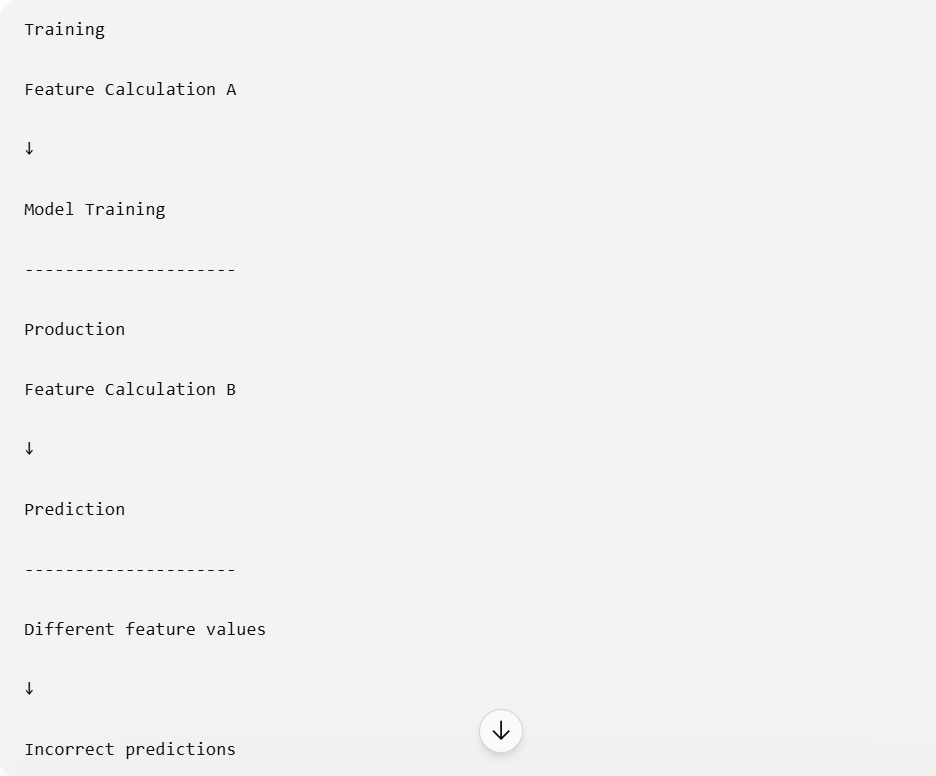 Training
Feature Calculation A
↓
Model Training
---------------------
Production
Feature Calculation B
↓
Prediction
---------------------
Different feature values
↓
Incorrect predictions